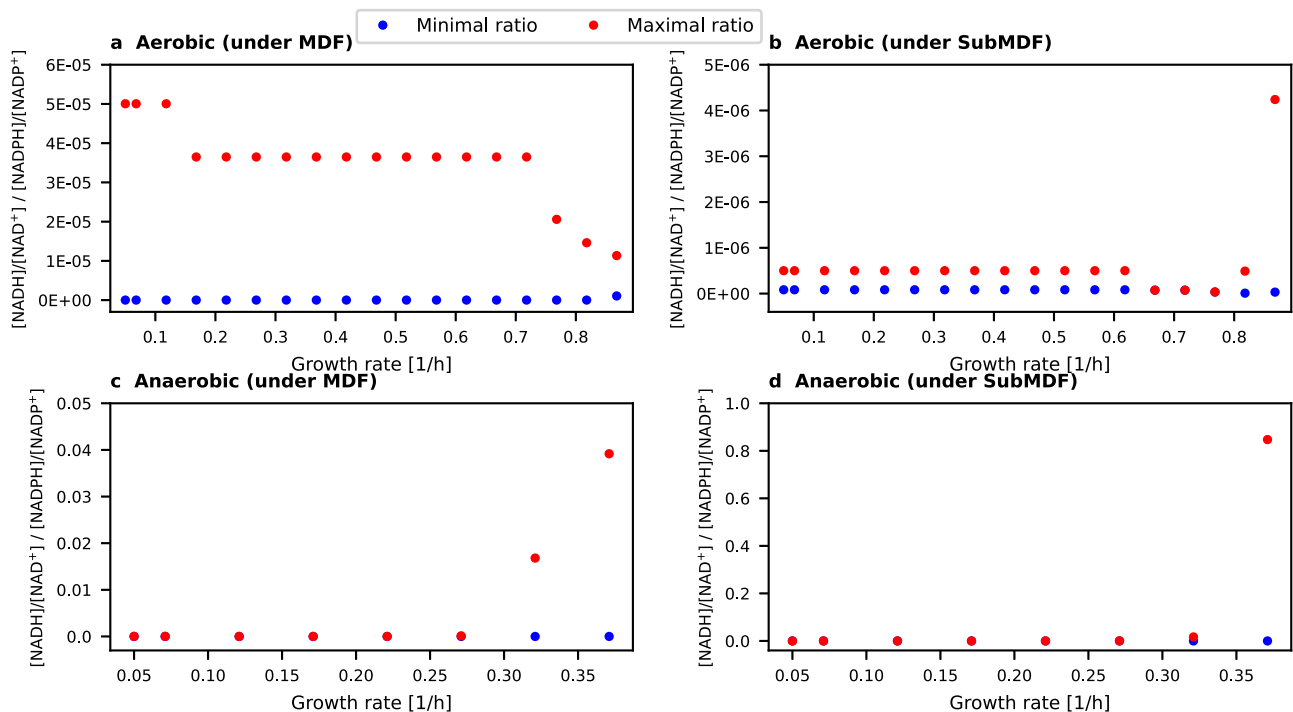 Minimal ratio
Maximal ratio
a Aerobic (under MDF)
[NADH]/[NAD⁺] / [NADPH]/[NADP⁺]
6E-05
5E-05
4E-05
3E-05
2E-05
1E-05
0E+00
0.1 0.2 0.3 0.4 0.5 0.6 0.7 0.8
Growth rate [1/h]
b Aerobic (under SubMDF)
[NADH]/[NAD⁺] / [NADPH]/[NADP⁺]
5E-06
4E-06
3E-06
2E-06
1E-06
0E+00
0.1 0.2 0.3 0.4 0.5 0.6 0.7 0.8
Growth rate [1/h]
c Anaerobic (under MDF)
[NADH]/[NAD⁺] / [NADPH]/[NADP⁺]
0.05
0.04
0.03
0.02
0.01
0.0
0.05 0.10 0.15 0.20 0.25 0.30 0.35
Growth rate [1/h]
d Anaerobic (under SubMDF)
[NADH]/[NAD⁺] / [NADPH]/[NADP⁺]
1.0
0.8
0.6
0.4
0.2
0.0
0.05 0.10 0.15 0.20 0.25 0.30 0.35
Growth rate [1/h]